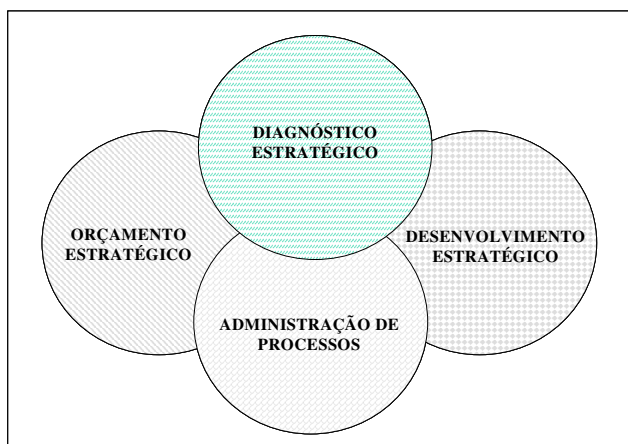 DIAGNÓSTICO
ESTRATÉGICO
ORÇAMENTO
ESTRATÉGICO
DESENVOLVIMENTO
ESTRATÉGICO
ADMINISTRAÇÃO DE
PROCESSOS